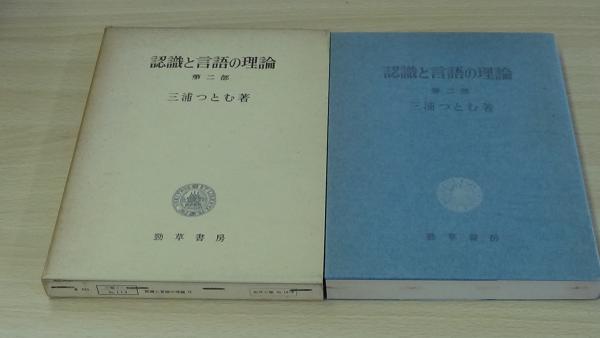 認識と言語の理論
第二部
三浦つとむ著
勁草書房
認識と言語の理論
第二部
三浦つとむ著
勁草書房